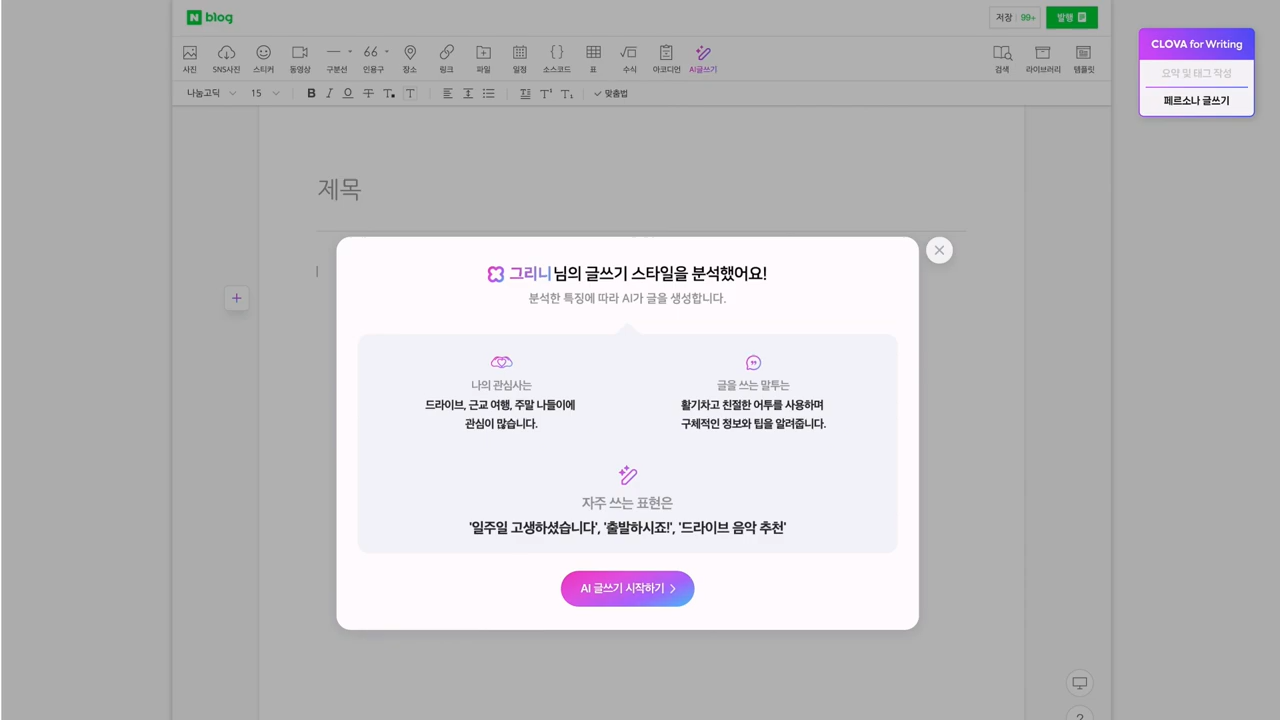 N blog
저장 99+
발행
사진 SNS사진 스티커 동영상 구분선 인용구 장소 링크 파일 일정 소스코드 표 수식 아코디언 AI글쓰기 검색 라이브러리 템플릿
66
나눔고딕 15 B I O T T. T T¹ T₁ 맞춤법
CLOVA for Writing
요약 및 태그 작성
페르소나 글쓰기
제목
그리니님의 글쓰기 스타일을 분석했어요!
분석한 특징에 따라 AI가 글을 생성합니다.
나의 관심사는
드라이브, 근교 여행, 주말 나들이에
관심이 많습니다.
글을 쓰는 말투는
활기차고 친절한 어투를 사용하며
구체적인 정보와 팁을 알려줍니다.
자주 쓰는 표현은
'일주일 고생하셨습니다', '출발하시죠!', '드라이브 음악 추천'
AI 글쓰기 시작하기
?